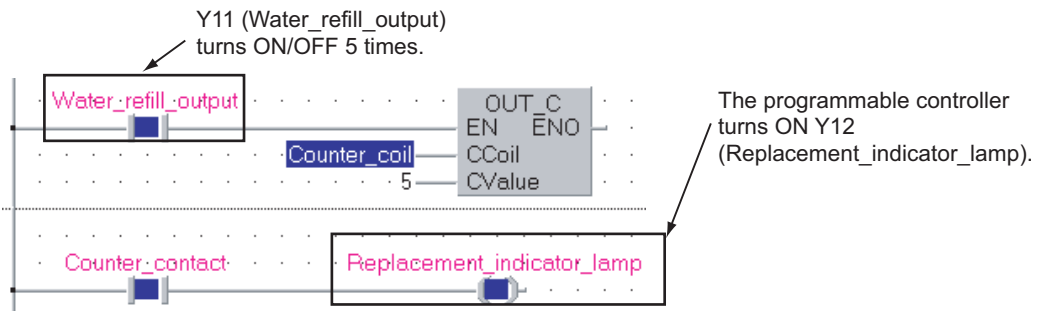 Y11 (Water_refill_output)
turns ON/OFF 5 times.
Water_refill_output
OUT_C
EN ENO
Counter_coil CCoil
5 CValue
The programmable controller
turns ON Y12
(Replacement_indicator_lamp).
Counter_contact Replacement_indicator_lamp